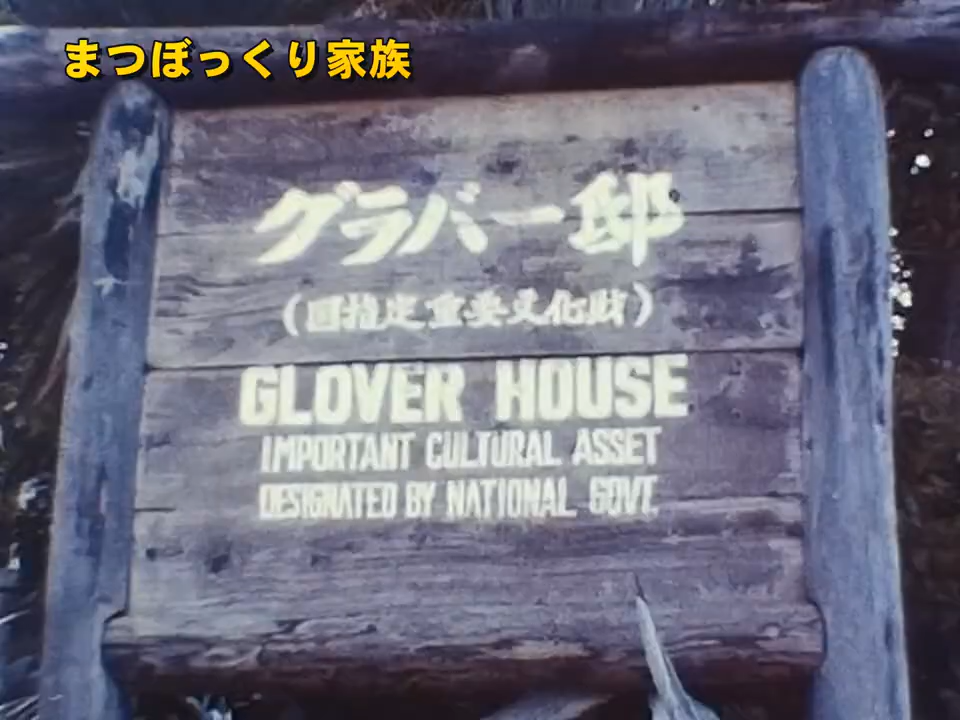 まつぼっくり家族
グラバー邸
(国指定重要文化財)
GLOVER HOUSE
IMPORTANT CULTURAL ASSET
DESIGNATED BY NATIONAL GOVT.